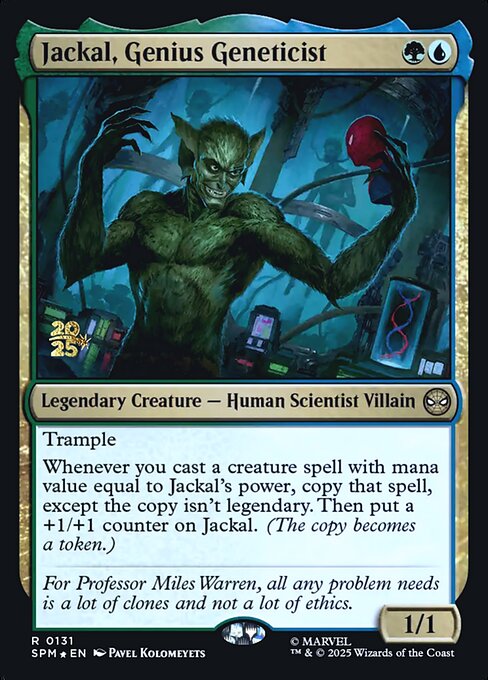 Jackal, Genius Geneticist
20
25
Legendary Creature — Human Scientist Villain
Trample
Whenever you cast a creature spell with mana
value equal to Jackal's power, copy that spell,
except the copy isn't legendary. Then put a
+1/+1 counter on Jackal. (The copy becomes
a token.)
For Professor Miles Warren, all any problem needs
is a lot of clones and not a lot of ethics.
1/1
R 0131
SPM ★ EN Pavel Kolomeyets
© MARVEL
™ & © 2025 Wizards of the Coast